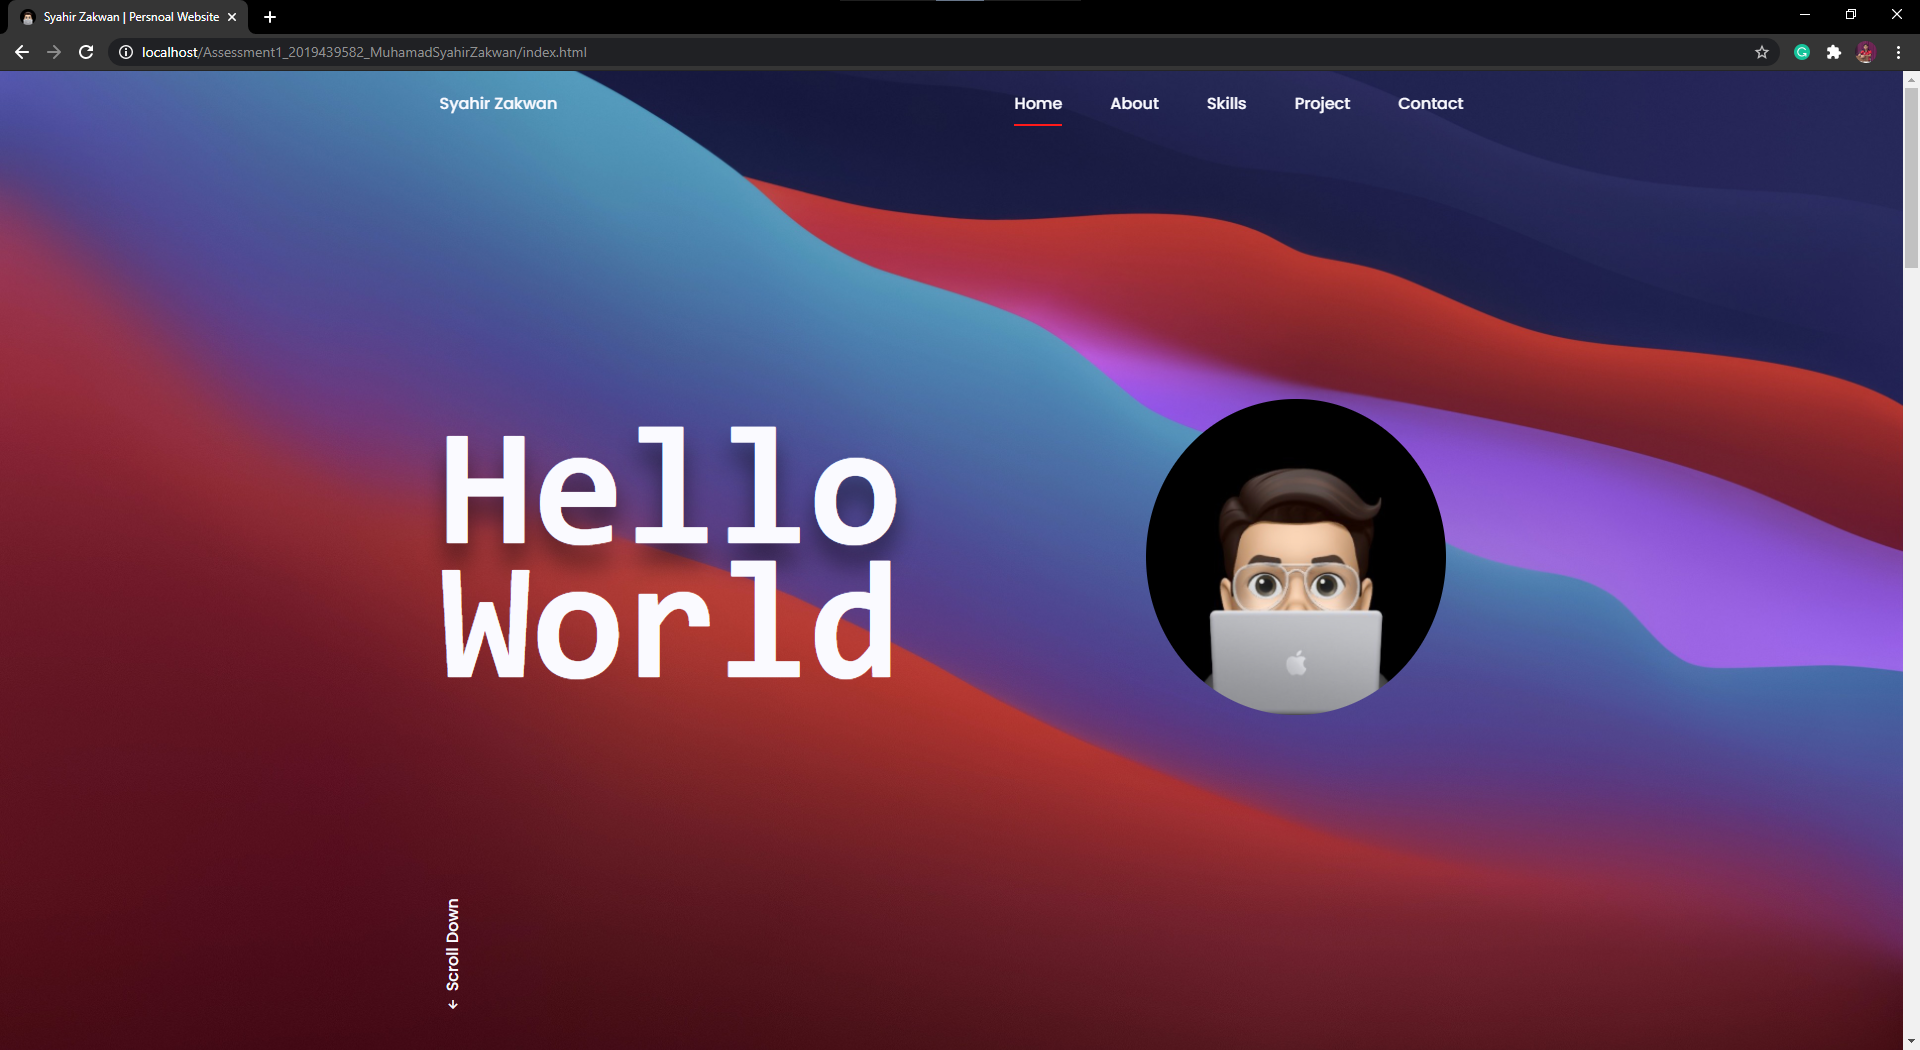 Syahir Zakwan | Persnoal Website
localhost/Assessment1_2019439582_MuhamadSyahirZakwan/index.html
Syahir Zakwan
Home
About
Skills
Project
Contact
Hello
World
Scroll Down